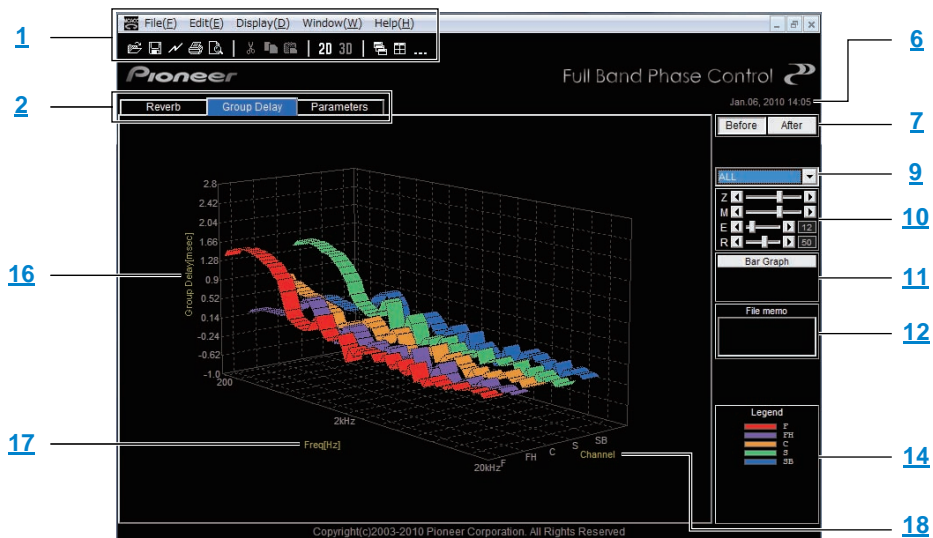 File(F) Edit(E) Display(D) Window(W) Help(H)
1
2D 3D ...
6
Pioneer
Full Band Phase Control
Jan.06, 2010 14:05
2
Reverb Group Delay Parameters
Before After
7
ALL
9
Z
M
E 12
R 50
10
Bar Graph
11
File memo
12
2.8
2.42
2.04
1.66
1.28
0.9
0.52
0.14
-0.24
-0.62
-1.0
Group Delay[msec]
16
200
2kHz
20kHz
Freq[Hz]
17
F
FH
C
S
SB
Channel
18
Legend
F
FH
C
S
SB
14
Copyright(c)2003-2010 Pioneer Corporation. All Rights Reserved